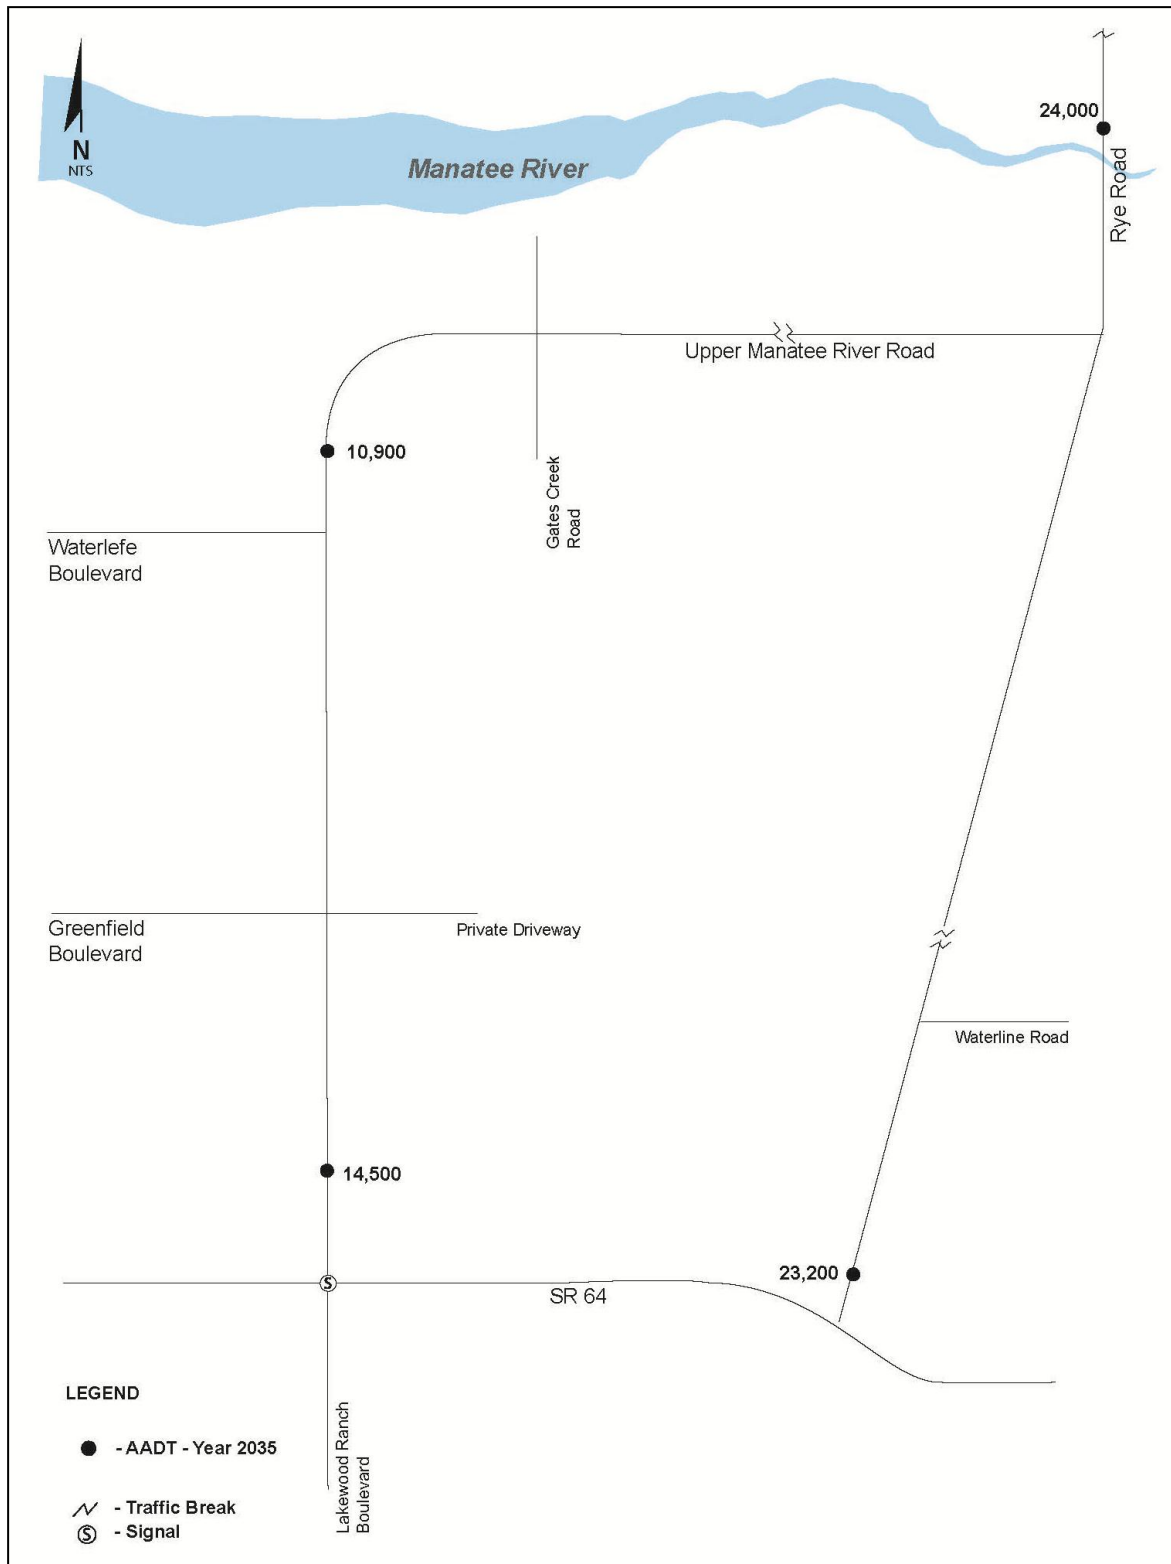 24,000
N
NTS
Manatee River
Rye Road
Upper Manatee River Road
10,900
Gates Creek
Road
Waterlefe
Boulevard
Greenfield
Boulevard
Private Driveway
Waterline Road
14,500
23,200
S
SR 64
LEGEND
- AADT - Year 2035
- Traffic Break
S
- Signal
Lakewood Ranch
Boulevard